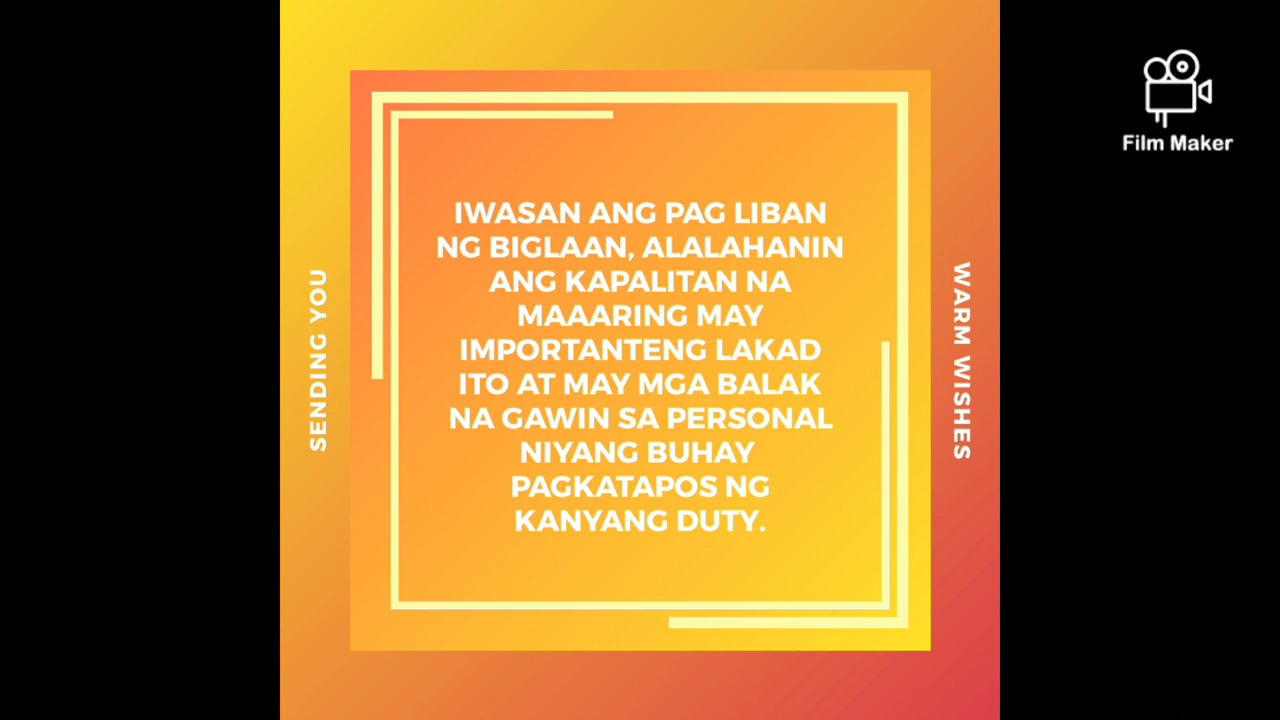 IWASAN ANG PAG LIBAN
NG BIGLAAN, ALALAHANIN
ANG KAPALITAN NA
MAAARING MAY
IMPORTANTENG LAKAD
ITO AT MAY MGA BALAK
NA GAWIN SA PERSONAL
NIYANG BUHAY
PAGKATAPOS NG
KANYANG DUTY.
SENDING YOU
WARM WISHES
Film Maker